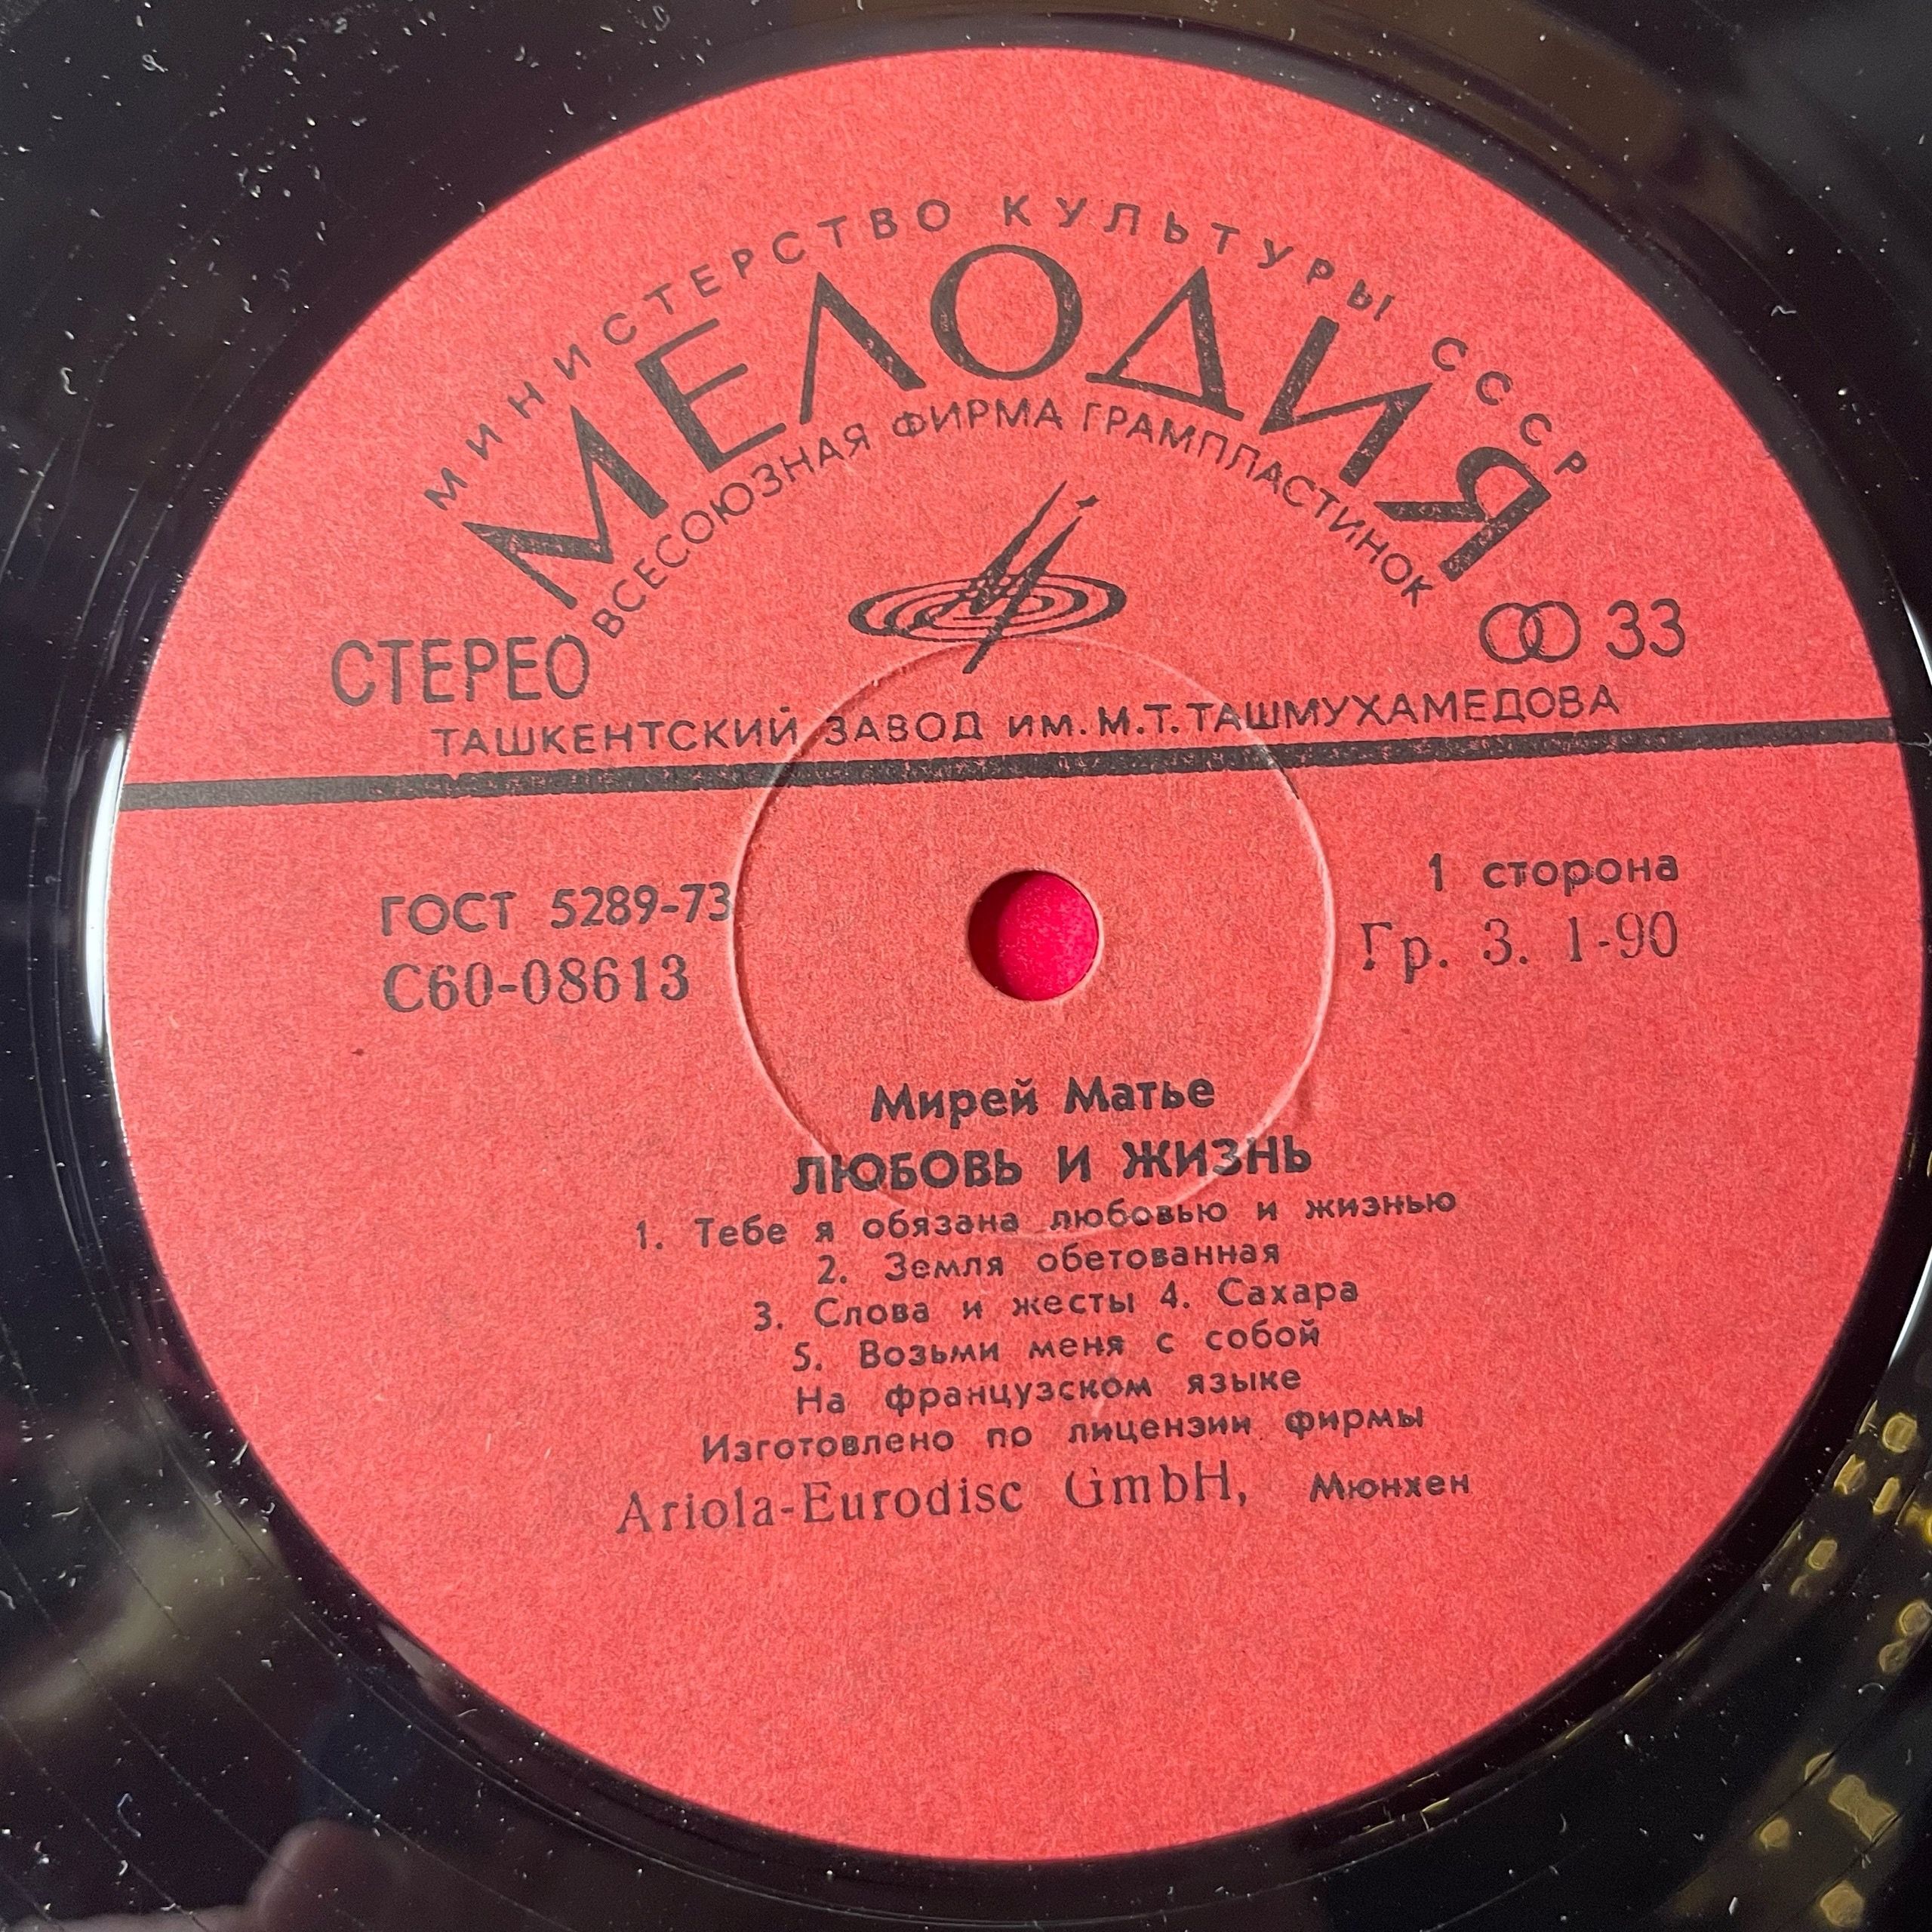 МИНИСТЕРСТВО КУЛЬТУРЫ СССР
МЕЛОДИЯ
ВСЕСОЮЗНАЯ ФИРМА ГРАМПЛАСТИНОК
СТЕРЕО
33
ТАШКЕНТСКИЙ ЗАВОД ИМ. М.Т. ТАШМУХАМЕДОВА
ГОСТ 5289-73
1 сторона
С60-08613
Гр. 3. 1-90
Мирей Матье
ЛЮБОВЬ И ЖИЗНЬ
1. Тебе я обязана любовью и жизнью
2. Земля обетованная
3. Слова и жесты 4. Сахара
5. Возьми меня с собой
На французском языке
Изготовлено по лицензии фирмы
Ariola-Eurodisc GmbH, Мюнхен